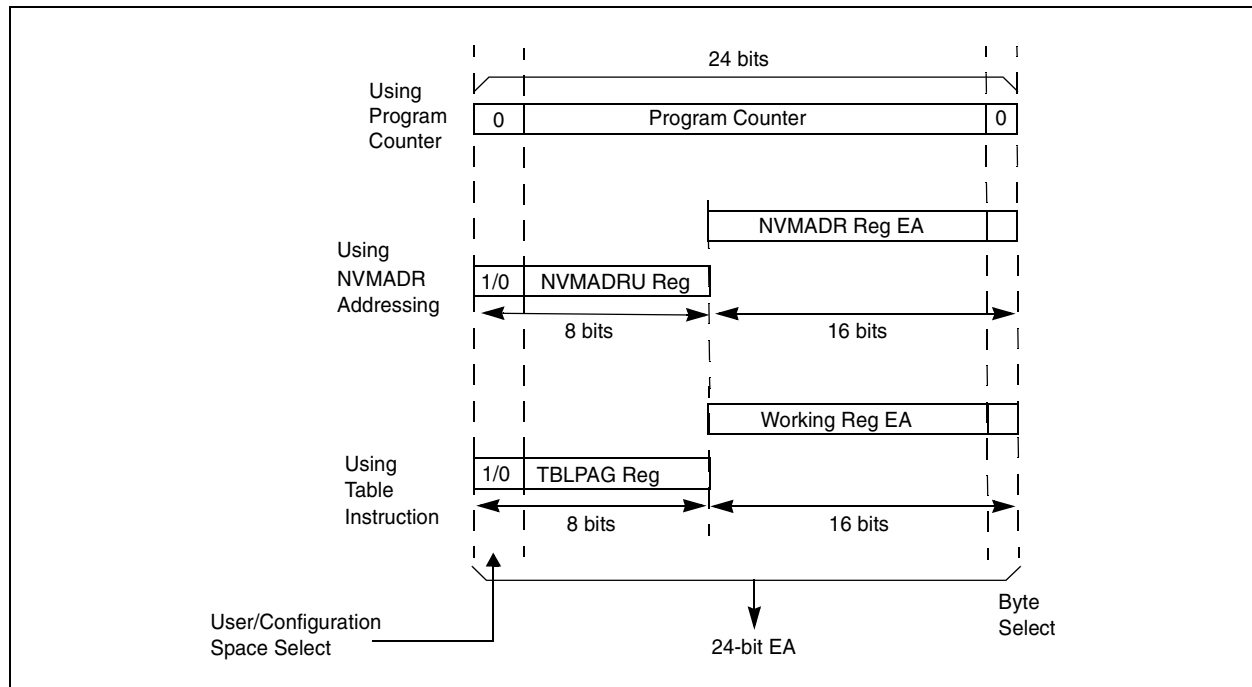 24 bits
Using
Program
Counter
0
Program Counter
0
NVMADR Reg EA
Using
NVMADR
Addressing
1/0
NVMADRU Reg
8 bits
16 bits
Working Reg EA
Using
Table
Instruction
1/0
TBLPAG Reg
8 bits
16 bits
User/Configuration
Space Select
24-bit EA
Byte
Select